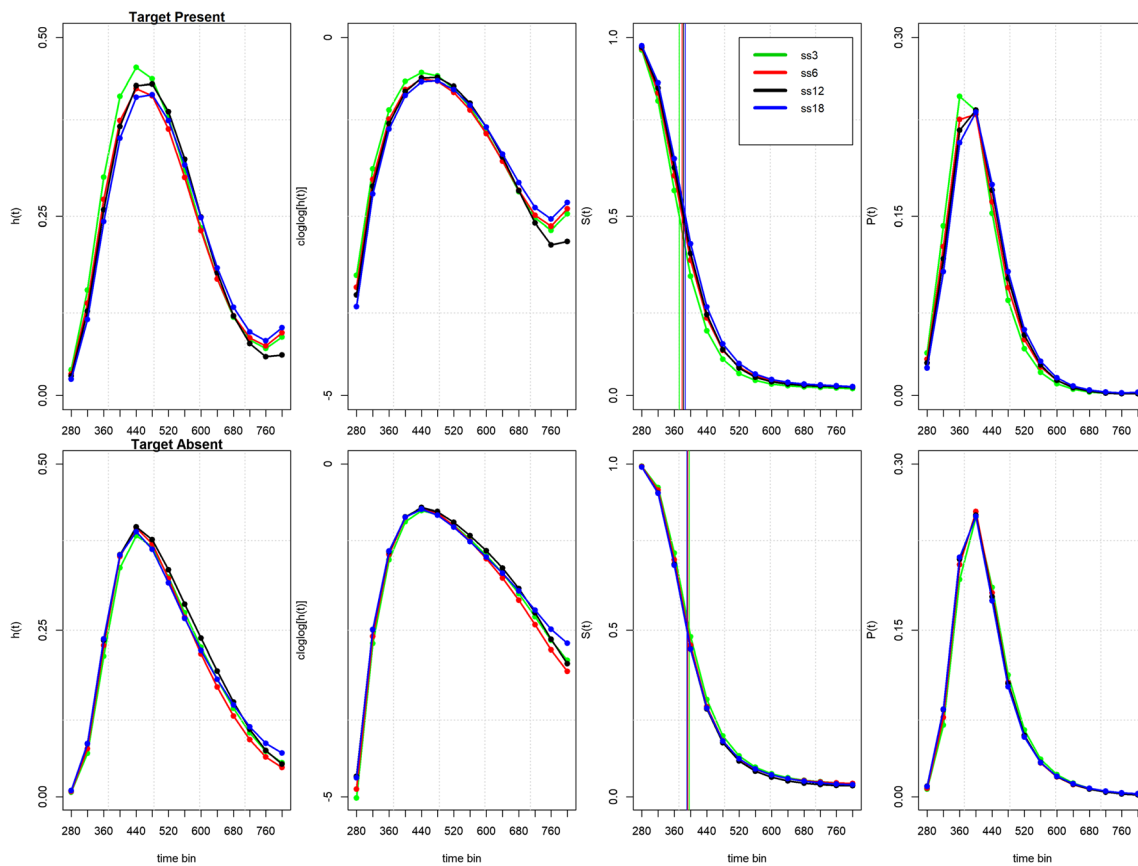 Target Present
h(t)
0.00 0.25 0.50
280 360 440 520 600 680 760
cloglog[h(t)]
-5 0
280 360 440 520 600 680 760
S(t)
0.0 0.5 1.0
280 360 440 520 600 680 760
ss3
ss6
ss12
ss18
P(t)
0.00 0.15 0.30
280 360 440 520 600 680 760
Target Absent
h(t)
0.00 0.25 0.50
280 360 440 520 600 680 760
time bin
cloglog[h(t)]
-5 0
280 360 440 520 600 680 760
time bin
S(t)
0.0 0.5 1.0
280 360 440 520 600 680 760
time bin
P(t)
0.00 0.15 0.30
280 360 440 520 600 680 760
time bin